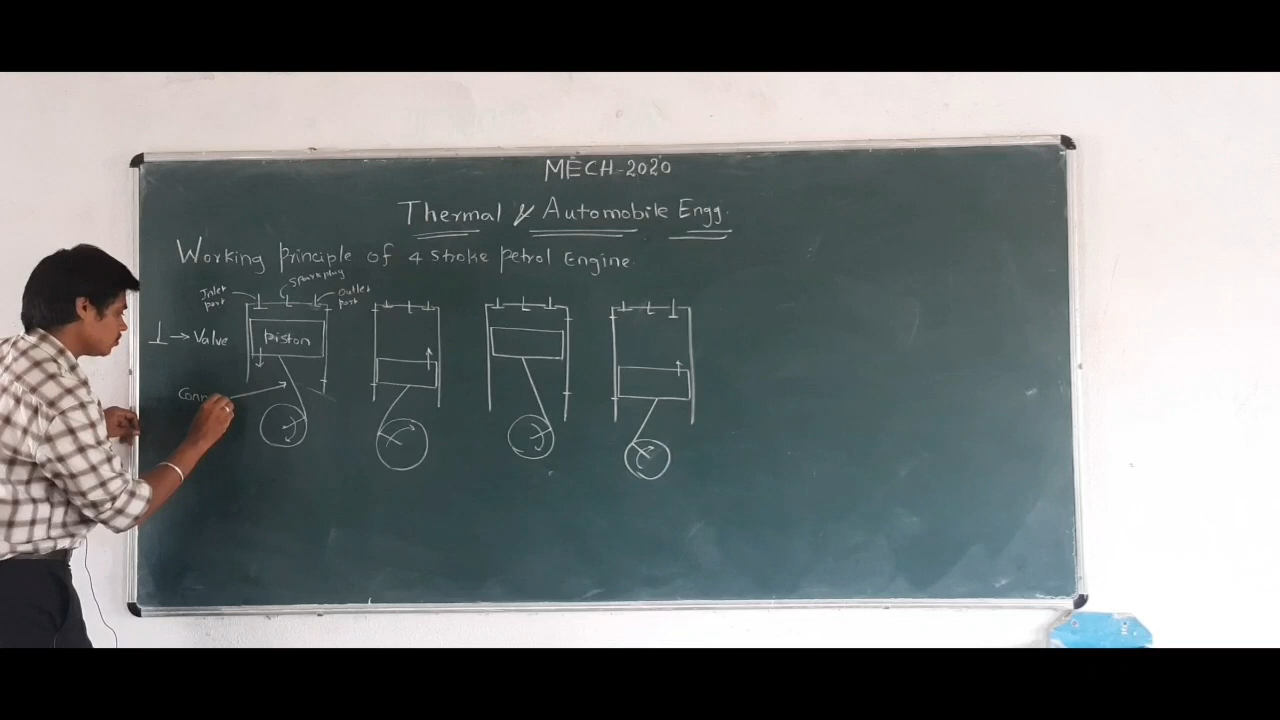 MECH-2020
Thermal & Automobile Engg.
Working principle of 4 stroke petrol Engine.
Spark plug
Inlet port
Outlet port
⊥ → Valve
piston
Conn